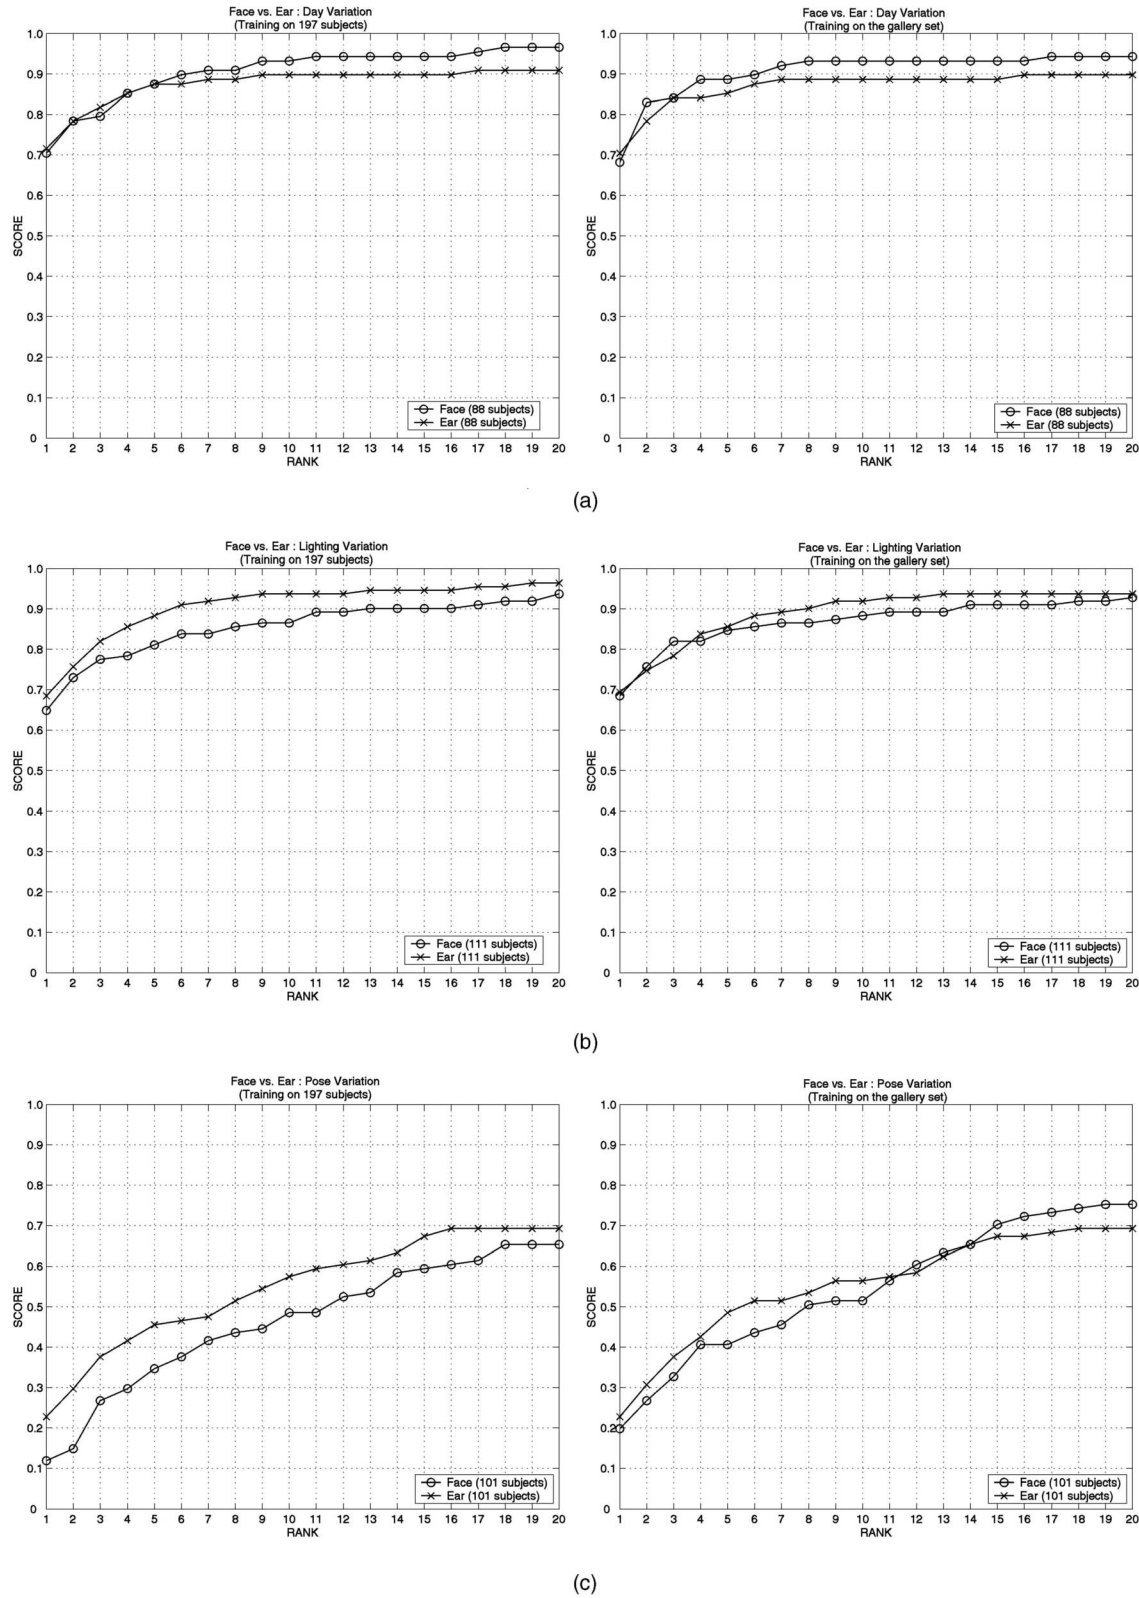 Face vs. Ear : Day Variation
(Training on 197 subjects)
1.0
0.9
0.8
0.7
0.6
0.5
0.4
0.3
0.2
0.1
0
SCORE
1 2 3 4 5 6 7 8 9 10 11 12 13 14 15 16 17 18 19 20
RANK
Face (88 subjects)
Ear (88 subjects)
Face vs. Ear : Day Variation
(Training on the gallery set)
1.0
0.9
0.8
0.7
0.6
0.5
0.4
0.3
0.2
0.1
0
SCORE
1 2 3 4 5 6 7 8 9 10 11 12 13 14 15 16 17 18 19 20
RANK
Face (88 subjects)
Ear (88 subjects)
(a)
Face vs. Ear : Lighting Variation
(Training on 197 subjects)
1.0
0.9
0.8
0.7
0.6
0.5
0.4
0.3
0.2
0.1
0
SCORE
1 2 3 4 5 6 7 8 9 10 11 12 13 14 15 16 17 18 19 20
RANK
Face (111 subjects)
Ear (111 subjects)
Face vs. Ear : Lighting Variation
(Training on the gallery set)
1.0
0.9
0.8
0.7
0.6
0.5
0.4
0.3
0.2
0.1
0
SCORE
1 2 3 4 5 6 7 8 9 10 11 12 13 14 15 16 17 18 19 20
RANK
Face (111 subjects)
Ear (111 subjects)
(b)
Face vs. Ear : Pose Variation
(Training on 197 subjects)
1.0
0.9
0.8
0.7
0.6
0.5
0.4
0.3
0.2
0.1
0
SCORE
1 2 3 4 5 6 7 8 9 10 11 12 13 14 15 16 17 18 19 20
RANK
Face (101 subjects)
Ear (101 subjects)
Face vs. Ear : Pose Variation
(Training on the gallery set)
1.0
0.9
0.8
0.7
0.6
0.5
0.4
0.3
0.2
0.1
0
SCORE
1 2 3 4 5 6 7 8 9 10 11 12 13 14 15 16 17 18 19 20
RANK
Face (101 subjects)
Ear (101 subjects)
(c)